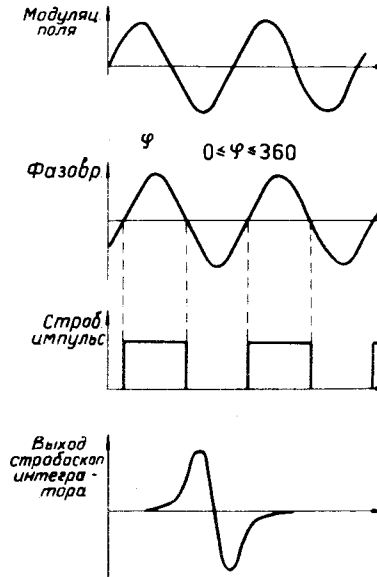 Модуляц.
поля
φ
0≤φ≤360
Фазовр.
Строб.
импульс
Выход
стробоскоп
интегра-
тора